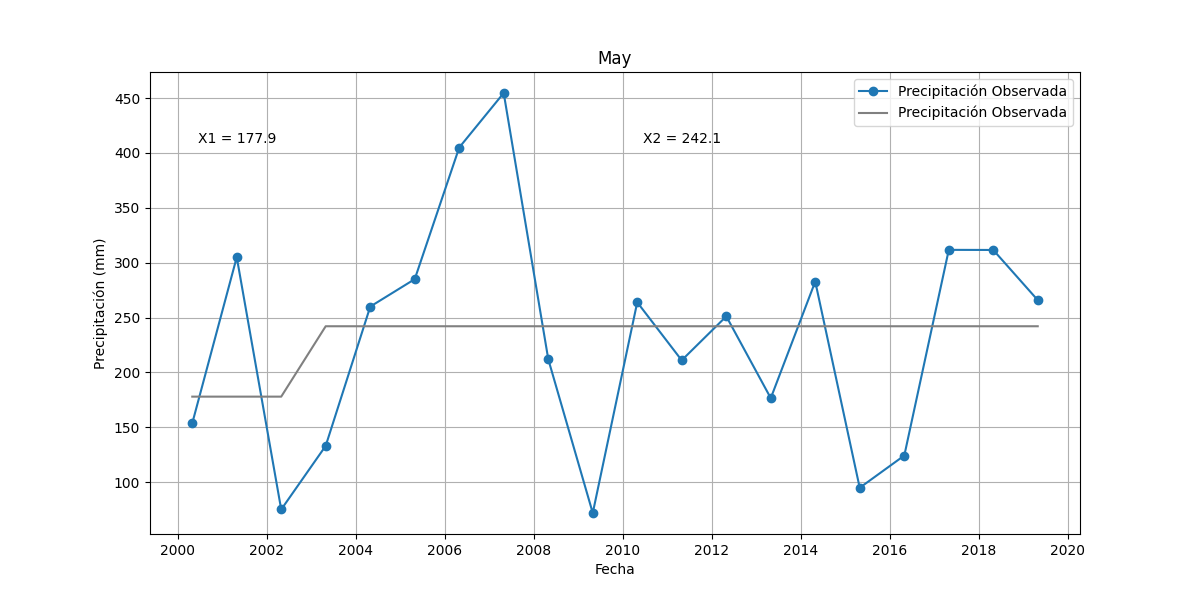 May
Precipitación Observada
Precipitación Observada
X1 = 177.9
X2 = 242.1
Precipitación (mm)
450
400
350
300
250
200
150
100
2000 2002 2004 2006 2008 2010 2012 2014 2016 2018 2020
Fecha